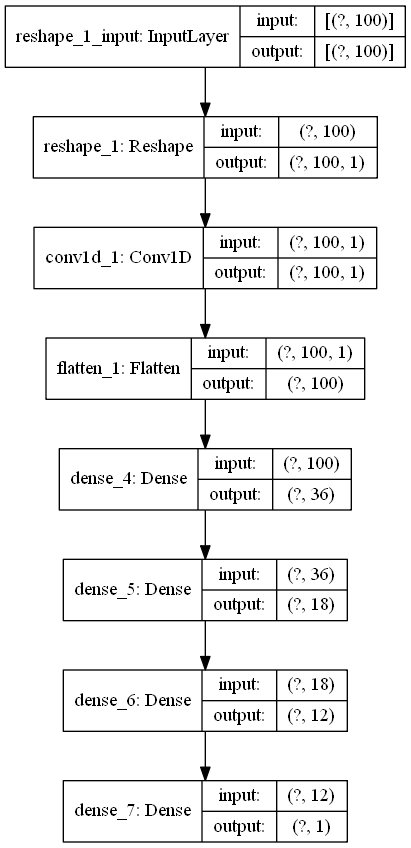 reshape_1_input: InputLayer
input: [(?, 100)]
output: [(?, 100)]
reshape_1: Reshape
input: (?, 100)
output: (?, 100, 1)
conv1d_1: Conv1D
input: (?, 100, 1)
output: (?, 100, 1)
flatten_1: Flatten
input: (?, 100, 1)
output: (?, 100)
dense_4: Dense
input: (?, 100)
output: (?, 36)
dense_5: Dense
input: (?, 36)
output: (?, 18)
dense_6: Dense
input: (?, 18)
output: (?, 12)
dense_7: Dense
input: (?, 12)
output: (?, 1)